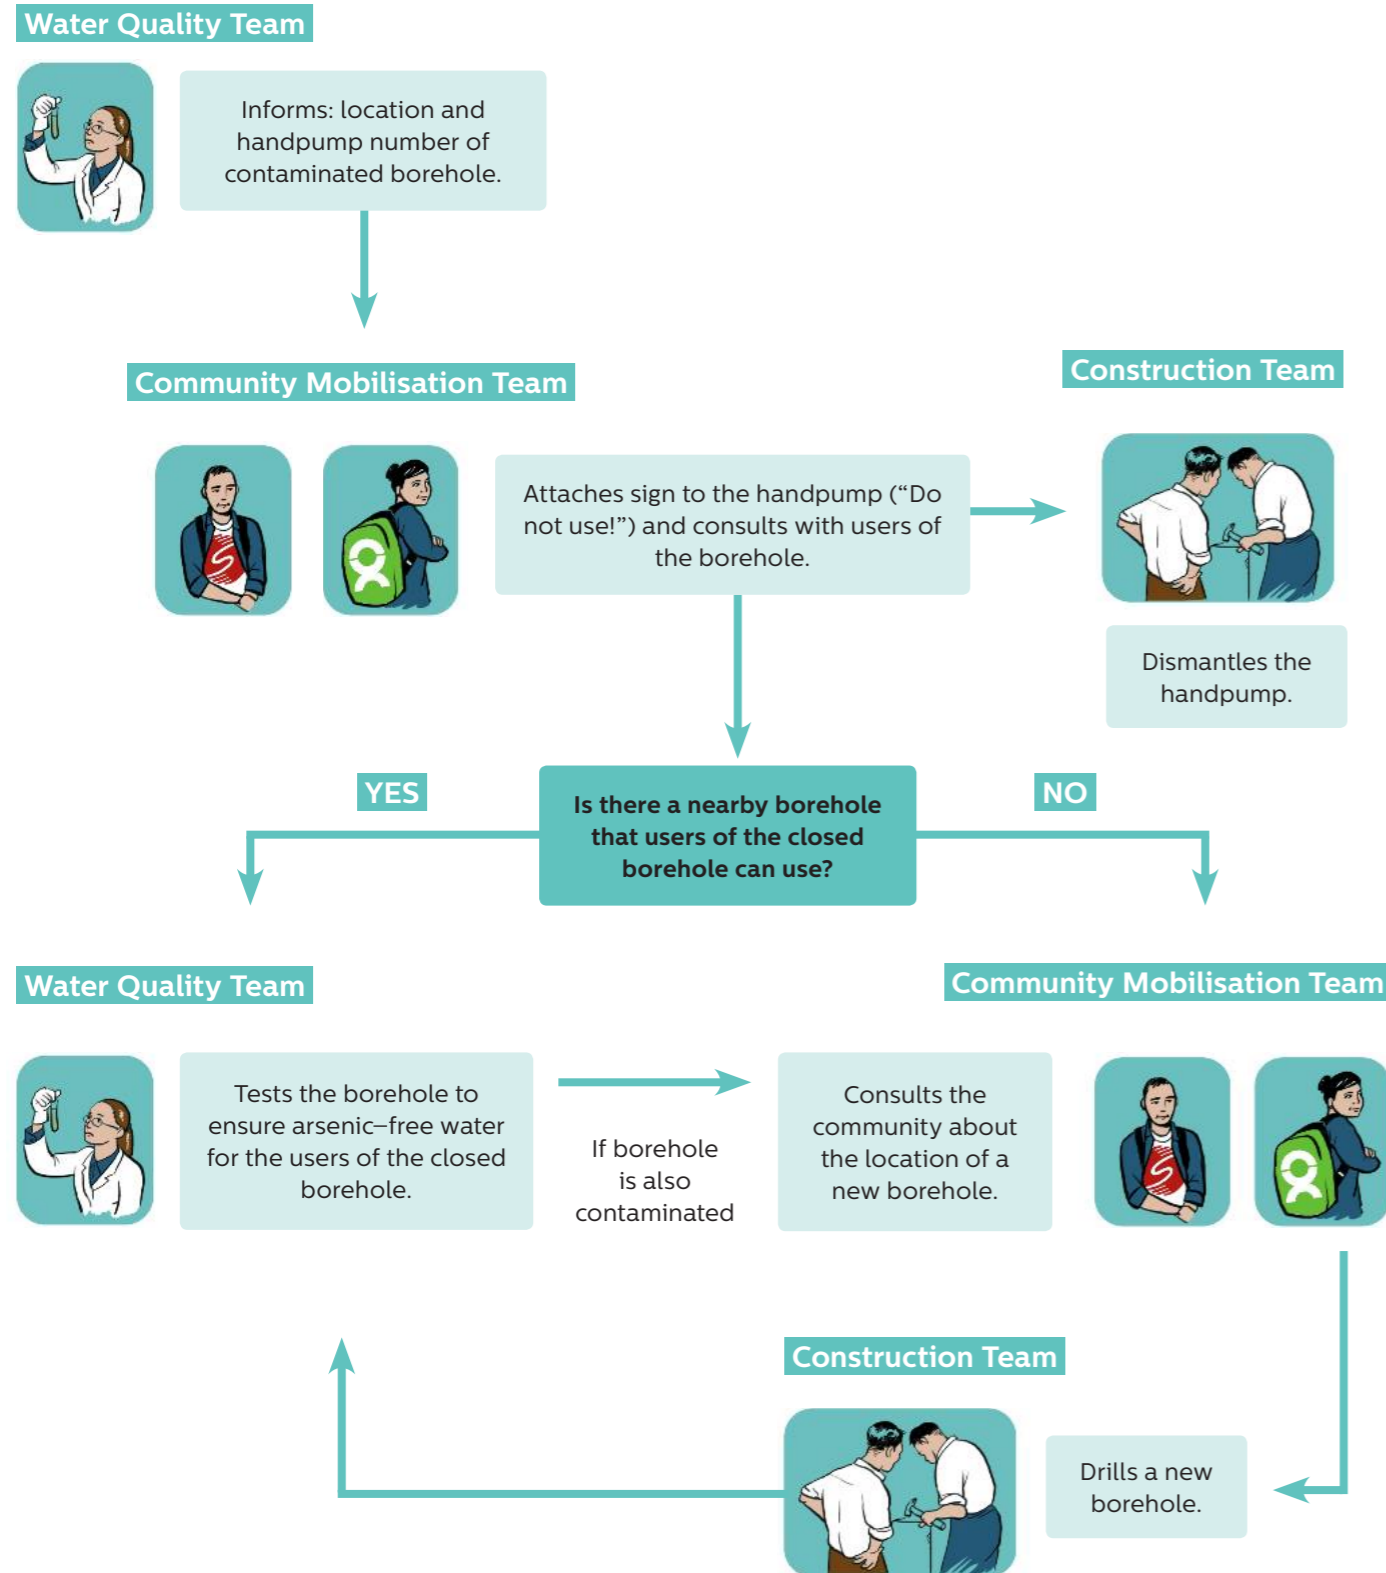 Water Quality Team
Informs: location and
handpump number of
contaminated borehole.
Community Mobilisation Team
Construction Team
Attaches sign to the handpump (“Do
not use!”) and consults with users of
the borehole.
Dismantles the
handpump.
YES
Is there a nearby borehole
that users of the closed
borehole can use?
NO
Water Quality Team
Community Mobilisation Team
Tests the borehole to
ensure arsenic–free water
for the users of the closed
borehole.
If borehole
is also
contaminated
Consults the
community about
the location of a
new borehole.
Construction Team
Drills a new
borehole.